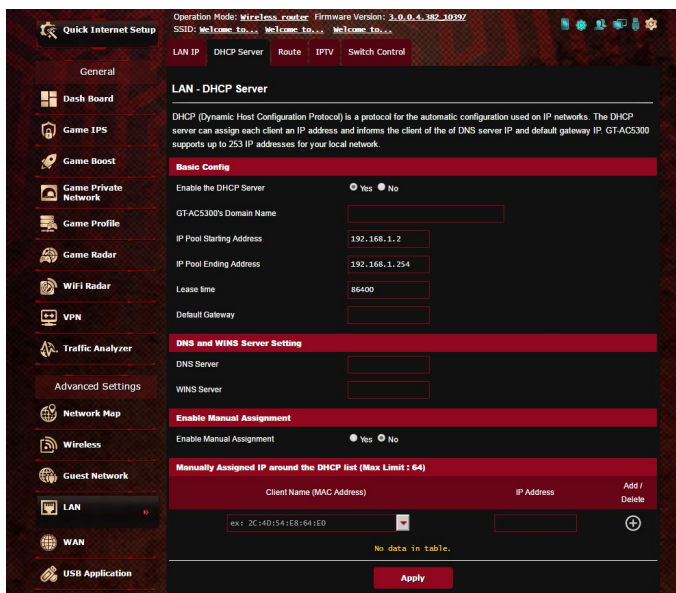 Quick Internet Setup
General
Dash Board
Game IPS
Game Boost
Game Private
Network
Game Profile
Game Radar
WiFi Radar
VPN
Traffic Analyzer
Advanced Settings
Network Map
Wireless
Guest Network
LAN
WAN
USB Application
Operation Mode: Wireless router Firmware Version: 3.0.0.4.382_10397
SSID: Welcome to... Welcome to... Welcome to...
LAN IP DHCP Server Route IPTV Switch Control
LAN - DHCP Server
DHCP (Dynamic Host Configuration Protocol) is a protocol for the automatic configuration used on IP networks. The DHCP
server can assign each client an IP address and informs the client of the of DNS server IP and default gateway IP. GT-AC5300
supports up to 253 IP addresses for your local network.
Basic Config
Enable the DHCP Server Yes No
GT-AC5300's Domain Name
IP Pool Starting Address 192.168.1.2
IP Pool Ending Address 192.168.1.254
Lease time 86400
Default Gateway
DNS and WINS Server Setting
DNS Server
WINS Server
Enable Manual Assignment
Enable Manual Assignment Yes No
Manually Assigned IP around the DHCP list (Max Limit : 64)
Client Name (MAC Address) IP Address Add /
Delete
ex: 2C:4D:54:E8:64:E0
No data in table.
Apply